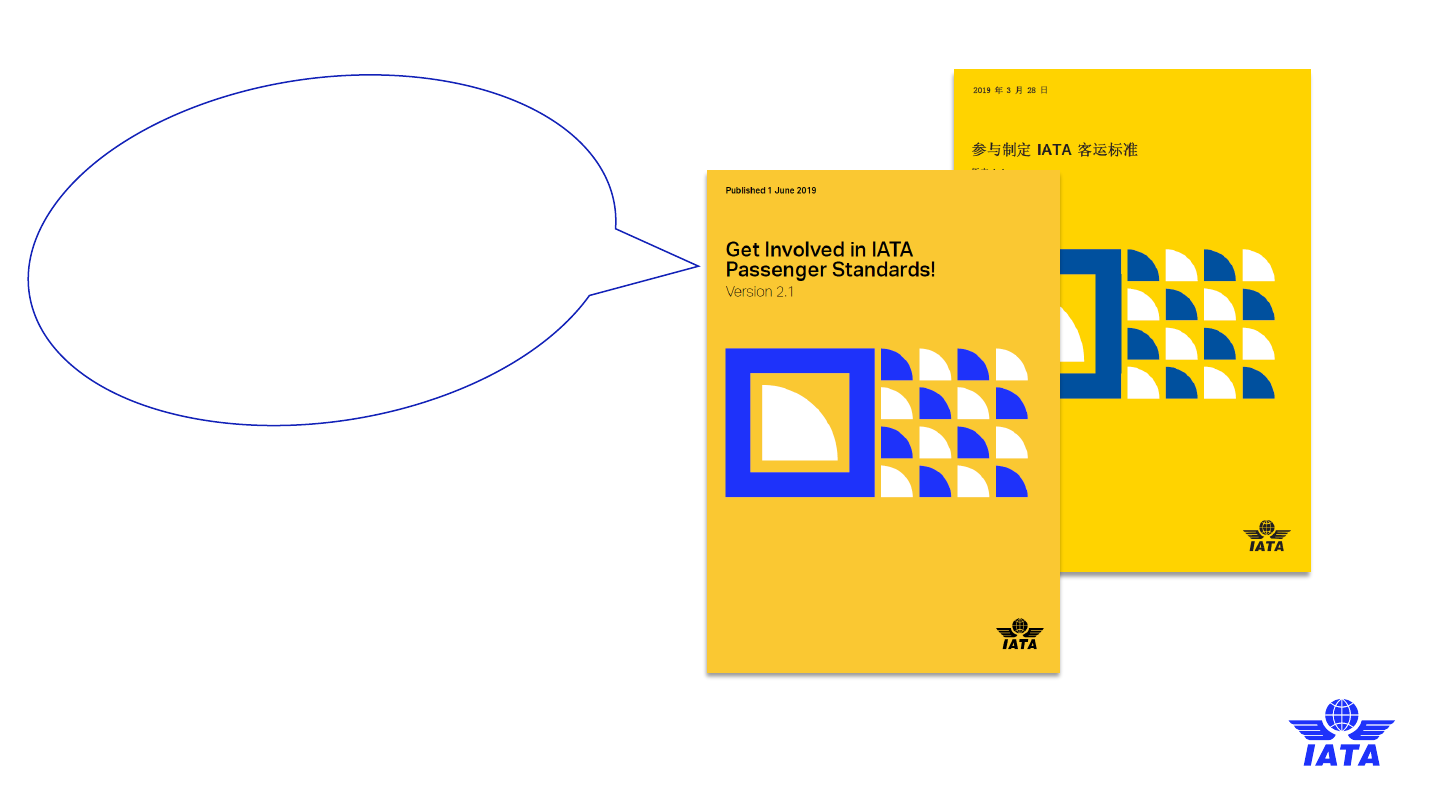 2019 年 3 月 28 日
参与制定 IATA 客运标准
Published 1 June 2019
Get Involved in IATA
Passenger Standards!
Version 2.1
IATA
IATA
IATA